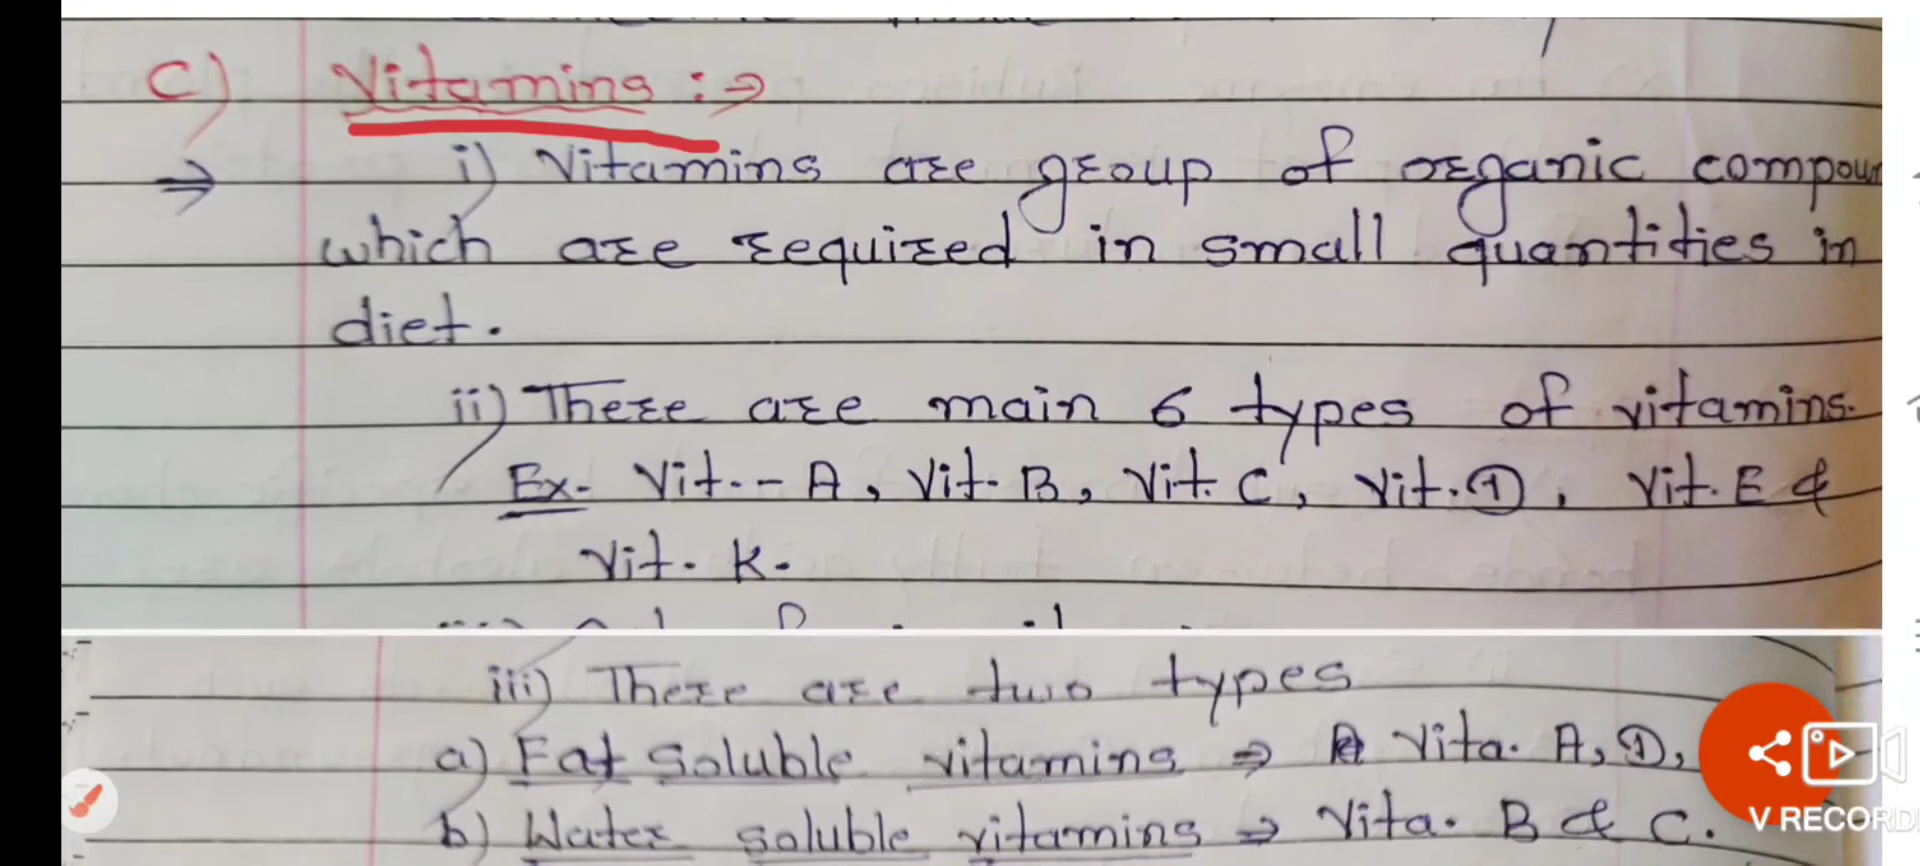 C) Vitamins :⇒
⇒ i) Vitamins are group of organic compoun
which are required in small quantities in
diet.
ii) There are main 6 types of vitamins.
Ex- Vit.- A, Vit- B, Vit. C, Vit. D, Vit. E &
Vit. K.
iii) There are two types
a) Fat soluble vitamins ⇒ Vita. A, D,
b) Water soluble vitamins ⇒ Vita. B & C.
V RECORD